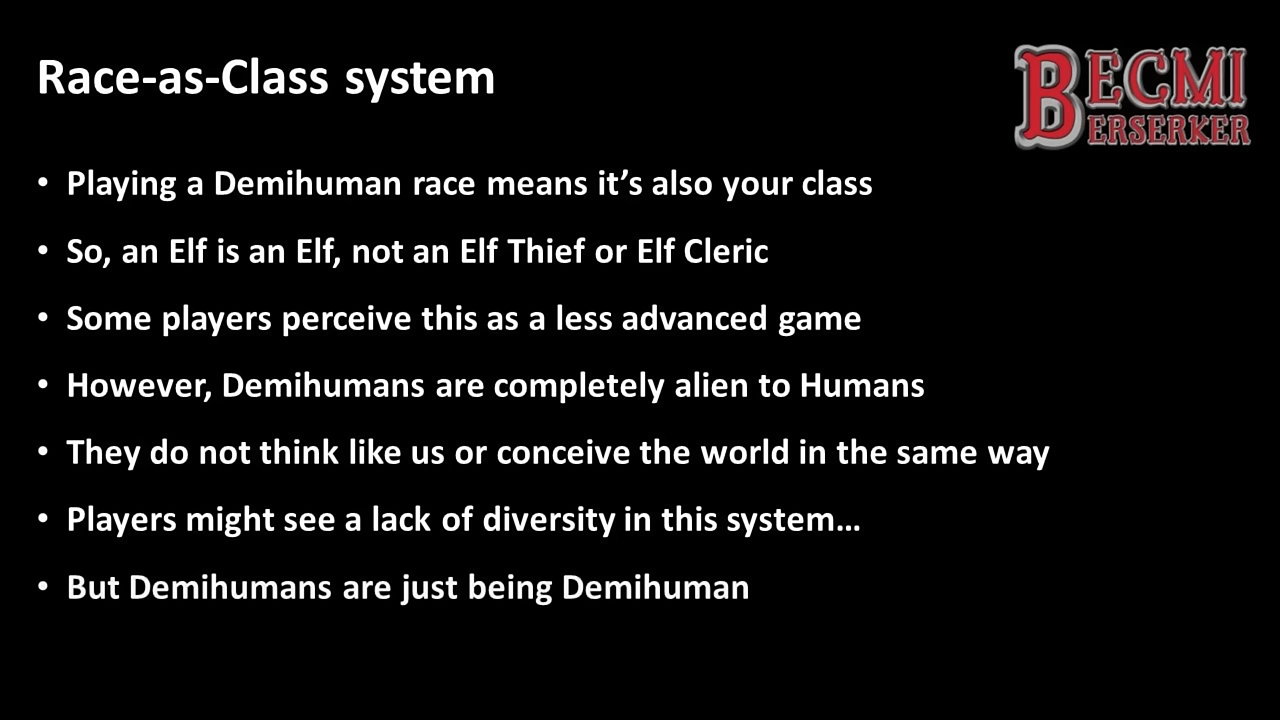 Race-as-Class system
BECMI
BERSERKER
• Playing a Demihuman race means it’s also your class
• So, an Elf is an Elf, not an Elf Thief or Elf Cleric
• Some players perceive this as a less advanced game
• However, Demihumans are completely alien to Humans
• They do not think like us or conceive the world in the same way
• Players might see a lack of diversity in this system…
• But Demihumans are just being Demihuman